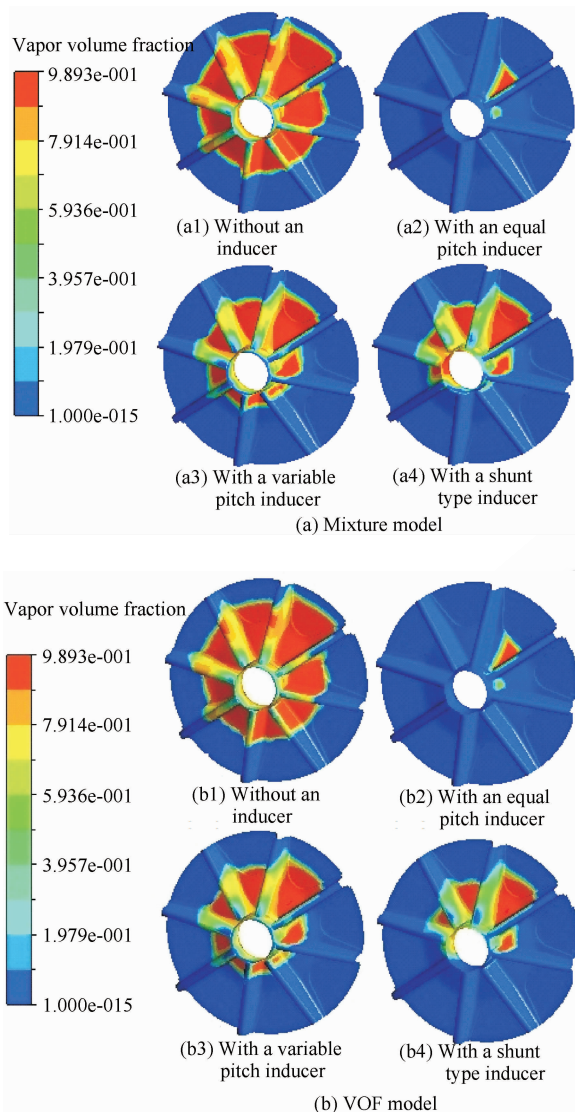 Vapor volume fraction
9.893e-001
7.914e-001
5.936e-001
3.957e-001
1.979e-001
1.000e-015
(a1) Without an
inducer
(a2) With an equal
pitch inducer
(a3) With a variable
pitch inducer
(a4) With a shunt
type inducer
(a) Mixture model
Vapor volume fraction
9.893e-001
7.914e-001
5.936e-001
3.957e-001
1.979e-001
1.000e-015
(b1) Without an
inducer
(b2) With an equal
pitch inducer
(b3) With a variable
pitch inducer
(b4) With a shunt
type inducer
(b) VOF model